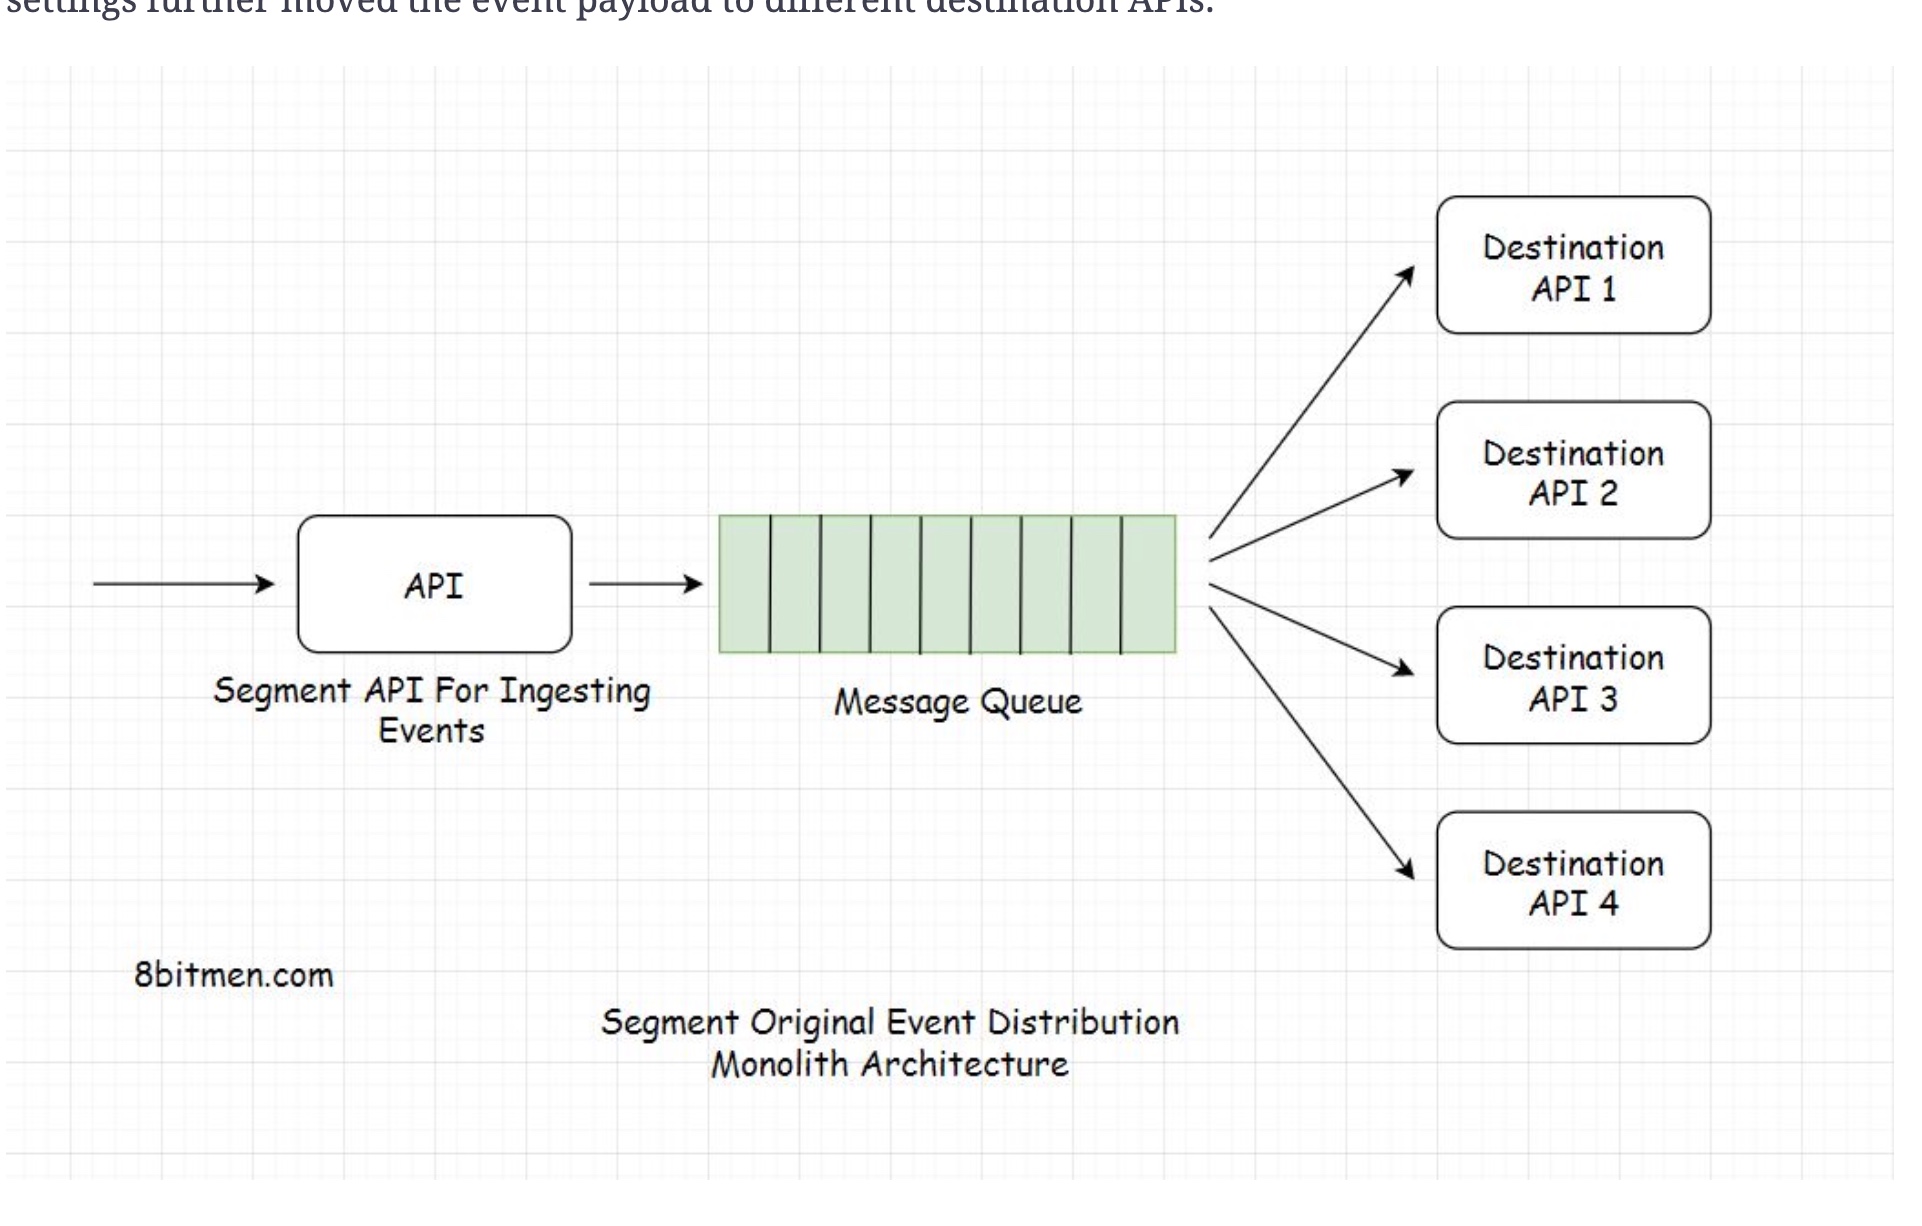 settings further moved the event payload to different destination APIs.
Destination
API 1
Destination
API 2
API
Segment API For Ingesting
Events
Message Queue
Destination
API 3
Destination
API 4
8bitmen.com
Segment Original Event Distribution
Monolith Architecture